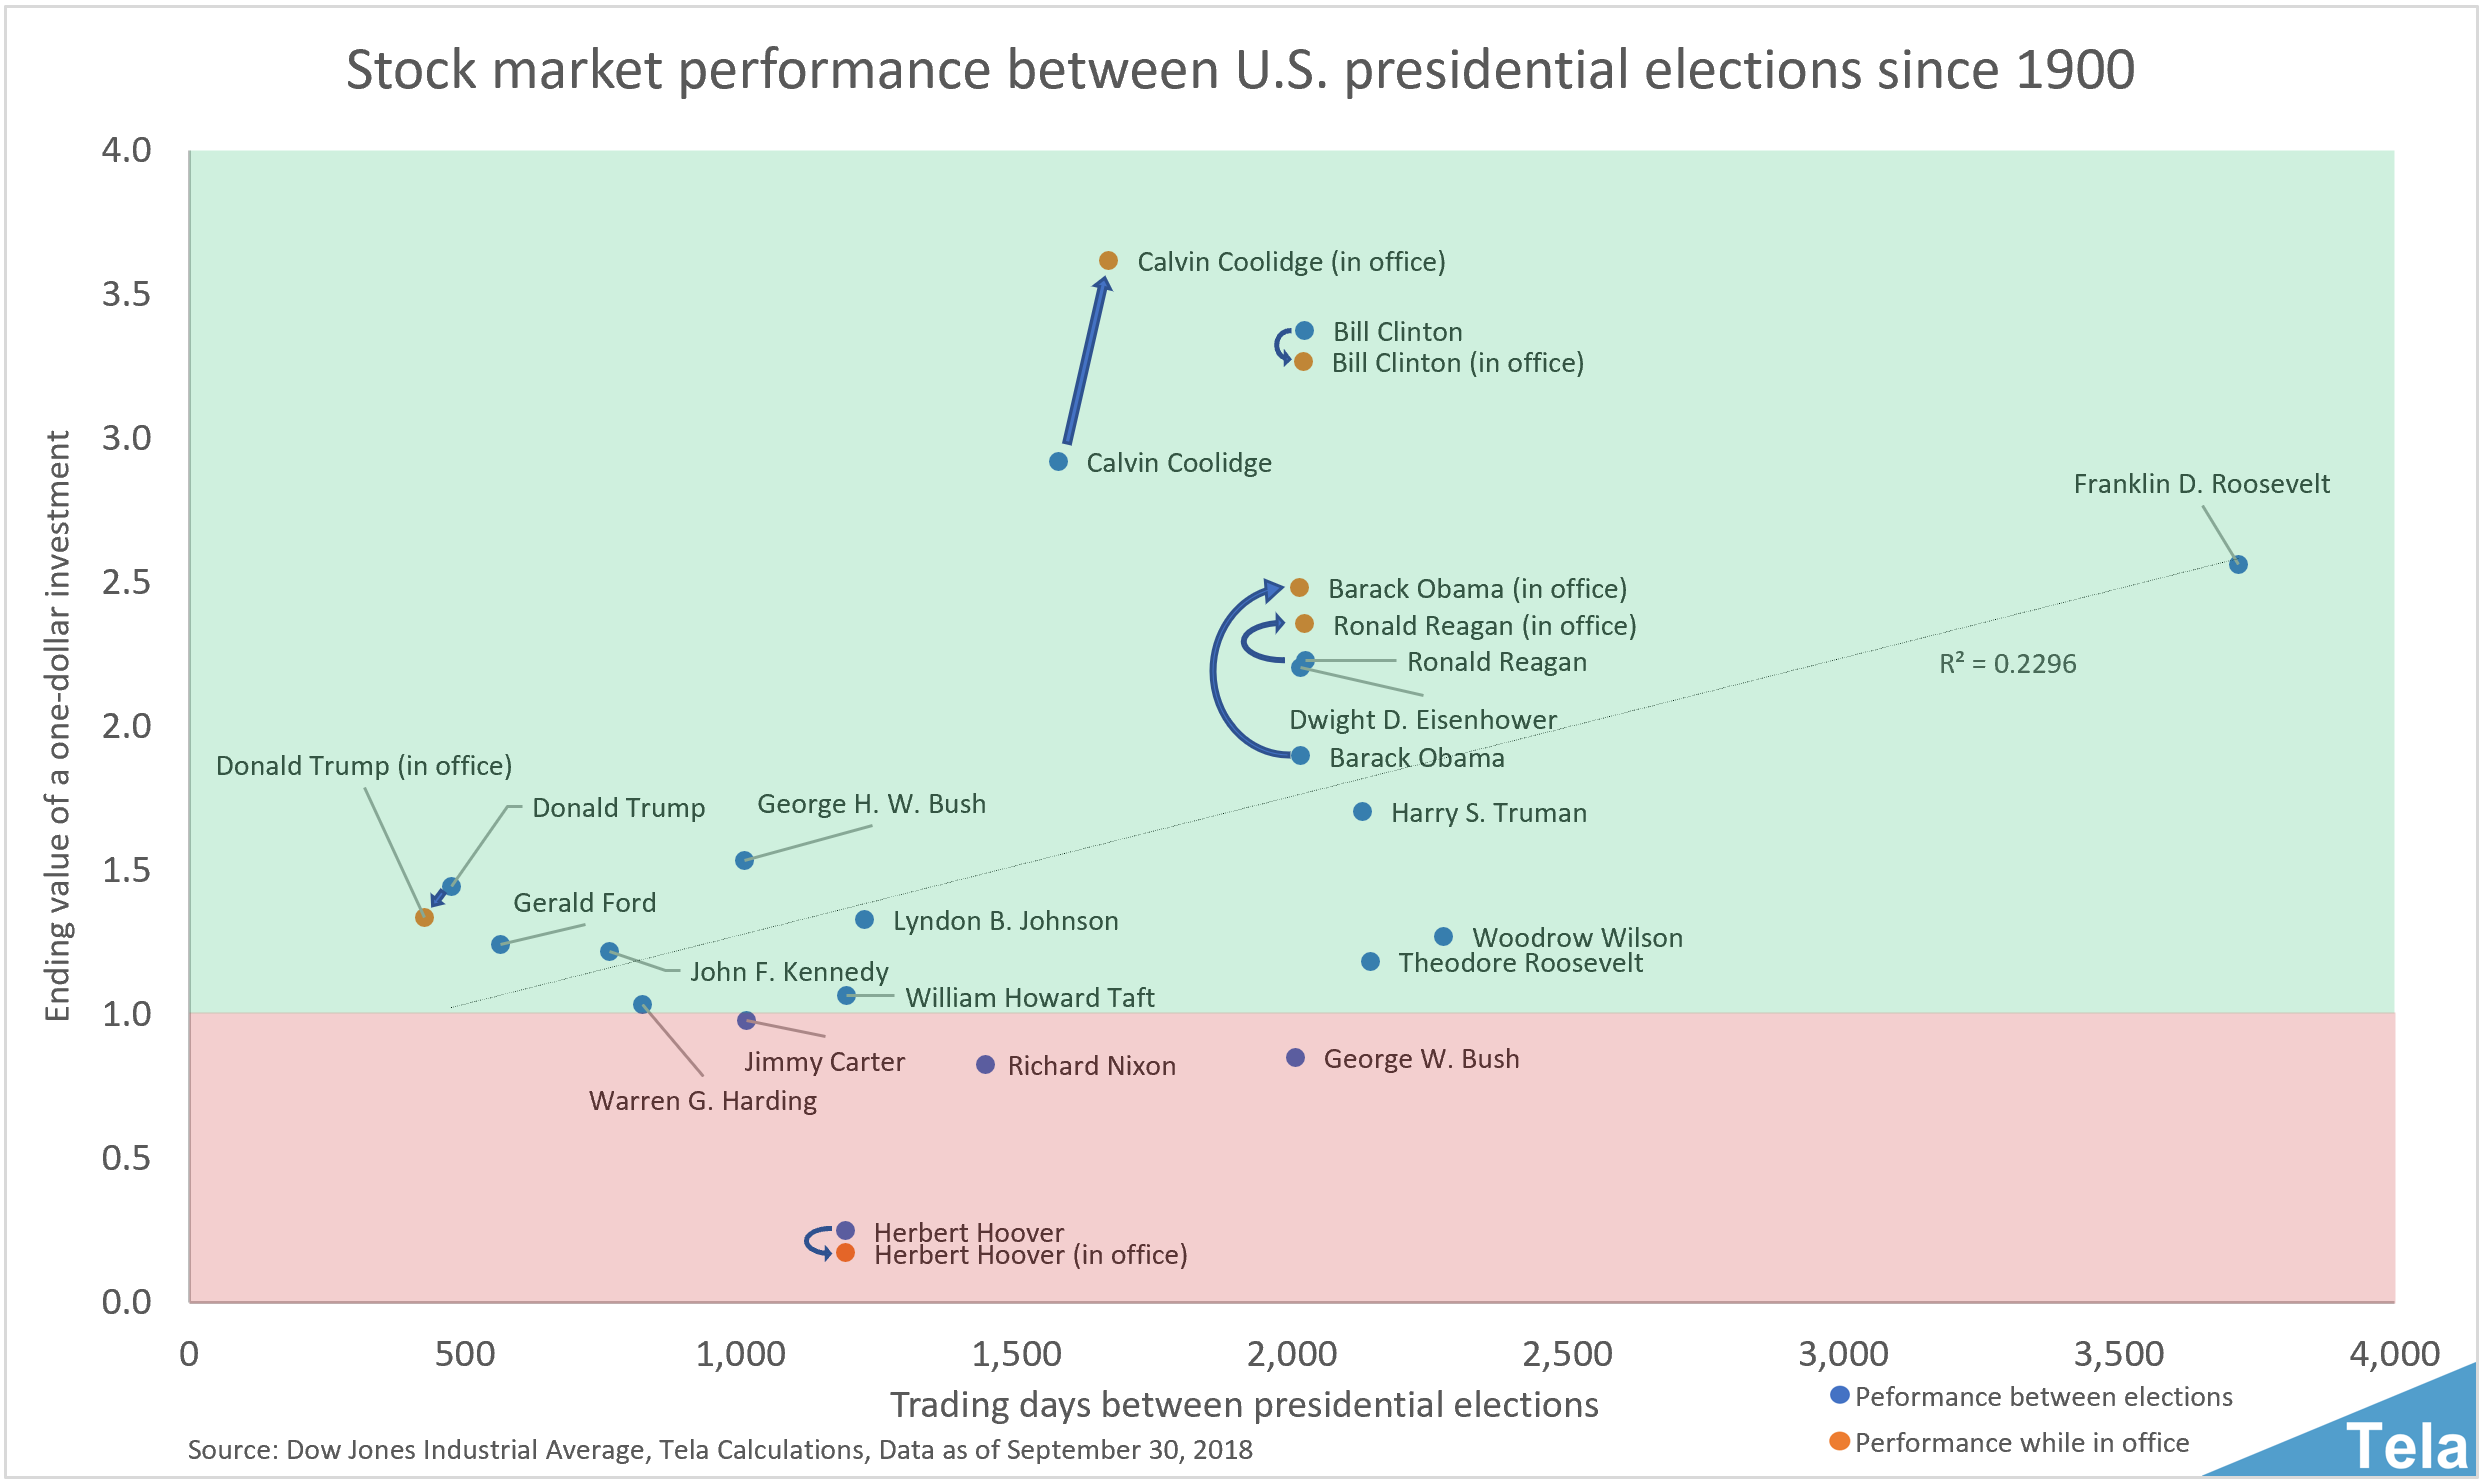 Stock market performance between U.S. presidential elections since 1900
Ending value of a one-dollar investment
4.0
3.5
3.0
2.5
2.0
1.5
1.0
0.5
0.0
Calvin Coolidge (in office)
Bill Clinton
Bill Clinton (in office)
Calvin Coolidge
Franklin D. Roosevelt
Barack Obama (in office)
Ronald Reagan (in office)
Ronald Reagan
R² = 0.2296
Dwight D. Eisenhower
Barack Obama
Donald Trump (in office)
Donald Trump
George H. W. Bush
Harry S. Truman
Gerald Ford
Lyndon B. Johnson
Woodrow Wilson
Theodore Roosevelt
John F. Kennedy
William Howard Taft
Jimmy Carter
Richard Nixon
George W. Bush
Warren G. Harding
Herbert Hoover
Herbert Hoover (in office)
0 500 1,000 1,500 2,000 2,500 3,000 3,500 4,000
Trading days between presidential elections
Peformance between elections
Performance while in office
Source: Dow Jones Industrial Average, Tela Calculations, Data as of September 30, 2018
Tela